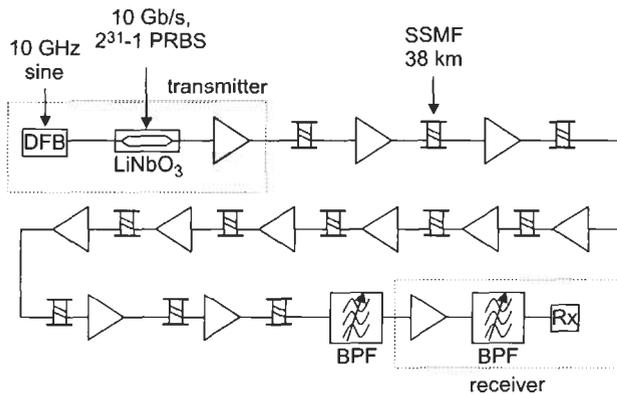 10 Gb/s,
2³¹-1 PRBS
10 GHz
sine
transmitter
SSMF
38 km
DFB
LiNbO₃
BPF
BPF
Rx
receiver